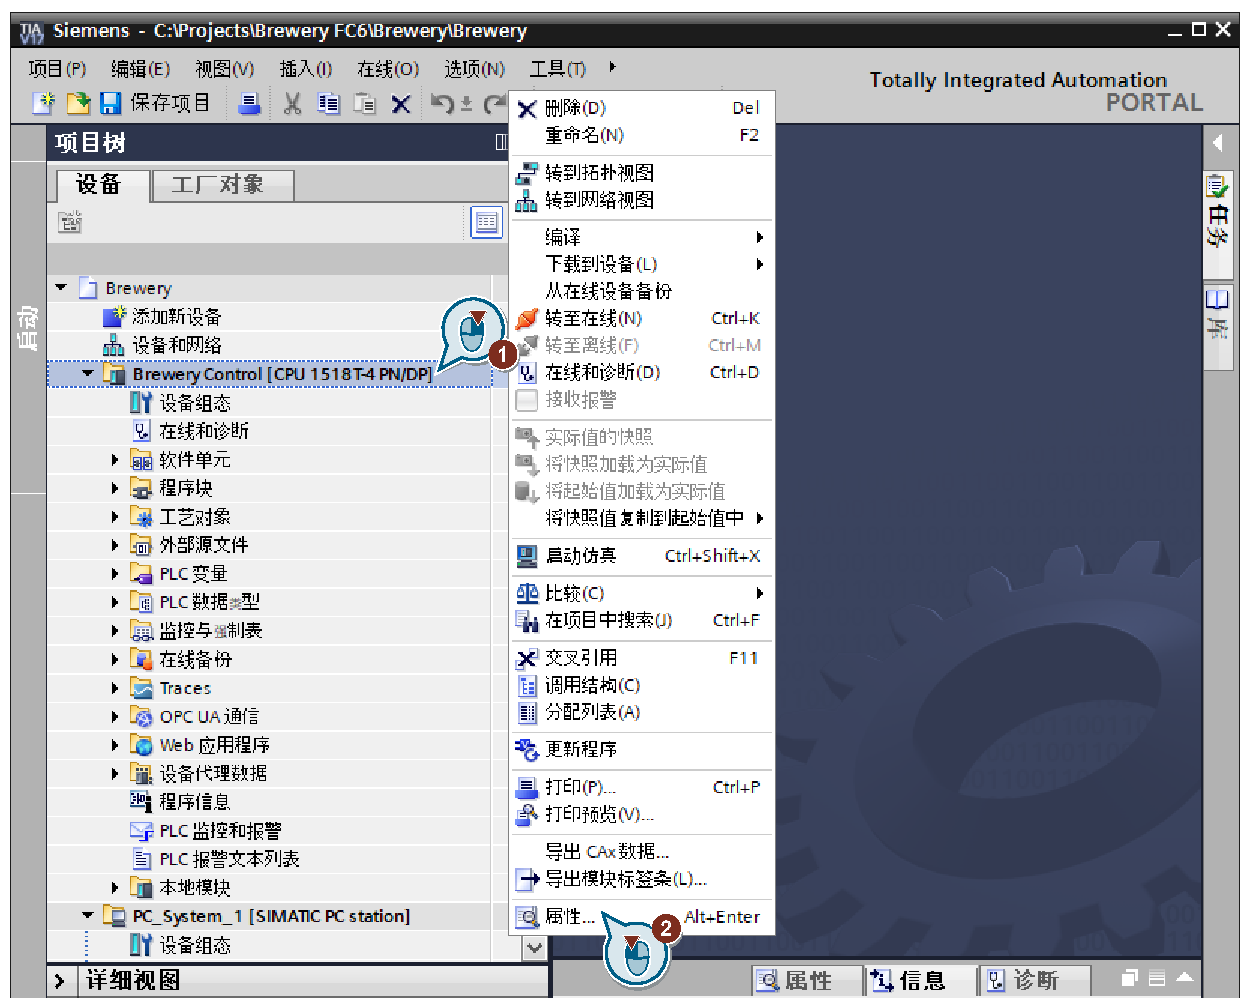 Siemens - C:\Projects\Brewery FC6\Brewery\Brewery
项目(P) 编辑(E) 视图(V) 插入(I) 在线(O) 选项(N) 工具(T)
Totally Integrated Automation
PORTAL
保存项目
项目树
设备 工厂对象
启动
Brewery
添加新设备
设备和网络
Brewery Control [CPU 1518T-4 PN/DP]
设备组态
在线和诊断
软件单元
程序块
工艺对象
外部源文件
PLC 变量
PLC 数据类型
监控与强制表
在线备份
Traces
OPC UA 通信
Web 应用程序
设备代理数据
程序信息
PLC 监控和报警
PLC 报警文本列表
本地模块
PC_System_1 [SIMATIC PC station]
设备组态
详细视图
删除(D) Del
重命名(N) F2
转到拓扑视图
转到网络视图
编译
下载到设备(L)
从在线设备备份
转至在线(N) Ctrl+K
转至离线(F) Ctrl+M
在线和诊断(D) Ctrl+D
接收报警
实际值的快照
将快照加载为实际值
将起始值加载为实际值
将快照值复制到起始值中
启动仿真 Ctrl+Shift+X
比较(C)
在项目中搜索(J) Ctrl+F
交叉引用 F11
调用结构(C)
分配列表(A)
更新程序
打印(P)... Ctrl+P
打印预览(V)...
导出 CAx 数据...
导出模块标签条(L)...
属性... Alt+Enter
1
2
任务
库
属性 信息 诊断